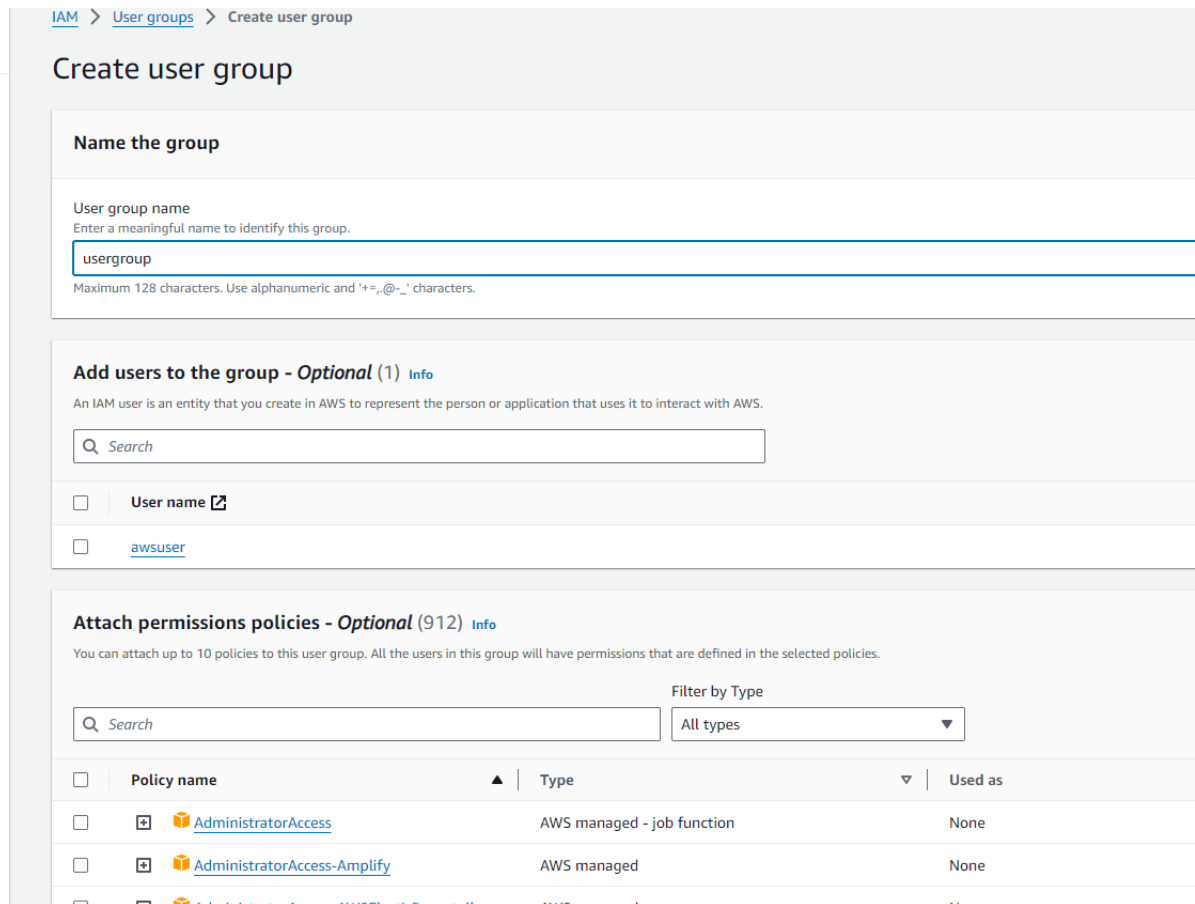 IAM > User groups > Create user group
Create user group
Name the group
User group name
Enter a meaningful name to identify this group.
usergroup
Maximum 128 characters. Use alphanumeric and '+=,.@-_' characters.
Add users to the group - Optional (1) Info
An IAM user is an entity that you create in AWS to represent the person or application that uses it to interact with AWS.
Search
User name
awsuser
Attach permissions policies - Optional (912) Info
You can attach up to 10 policies to this user group. All the users in this group will have permissions that are defined in the selected policies.
Filter by Type
Search All types
Policy name Type Used as
AdministratorAccess AWS managed - job function None
AdministratorAccess-Amplify AWS managed None